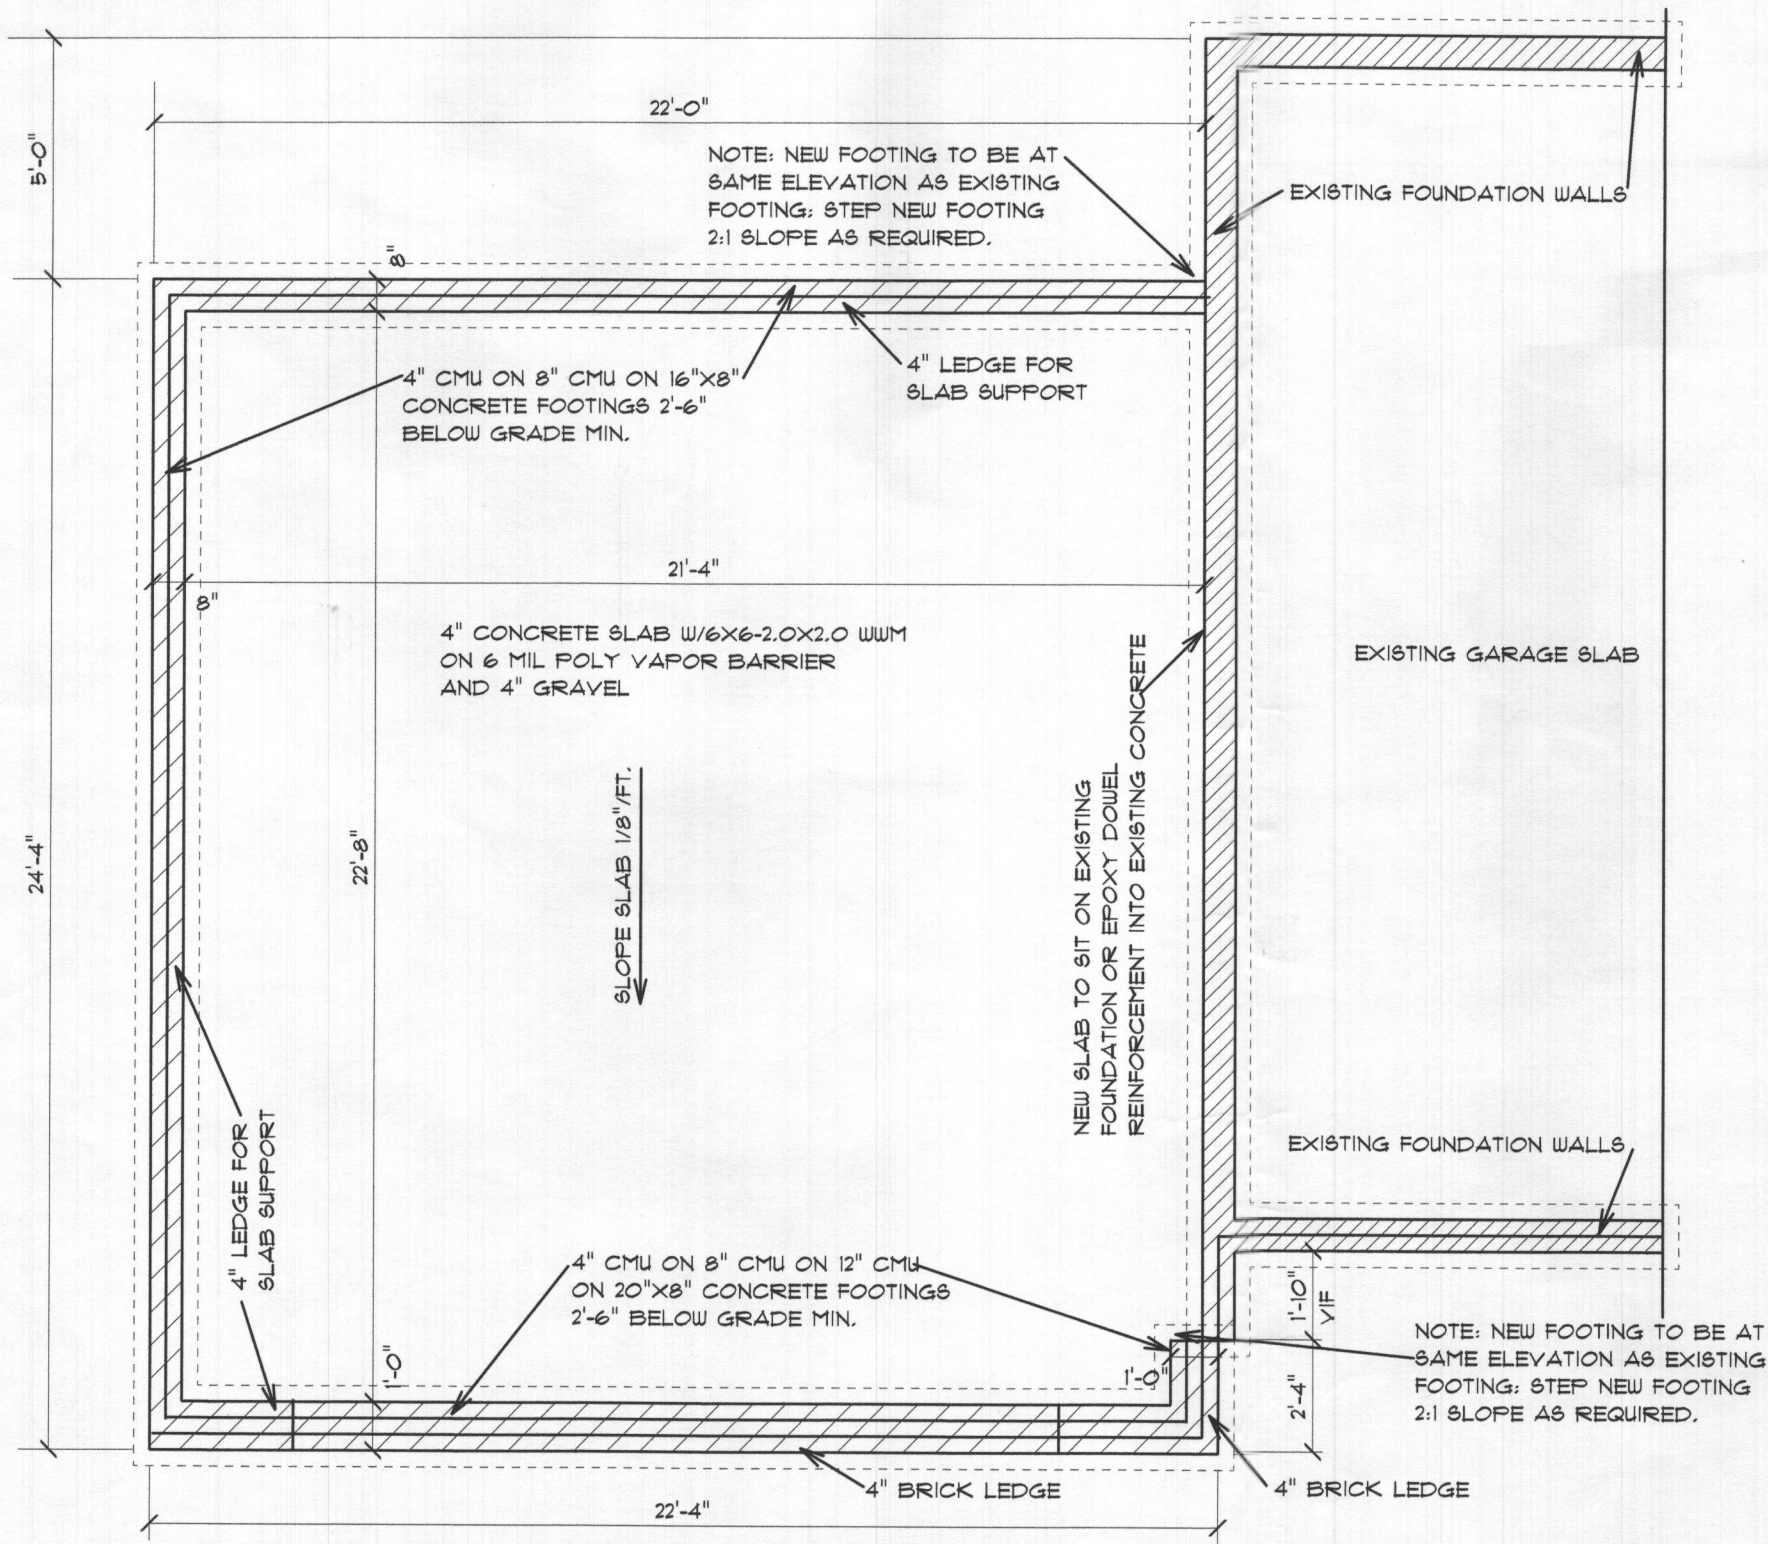 22'-0"
5'-0"
NOTE: NEW FOOTING TO BE AT
SAME ELEVATION AS EXISTING
FOOTING; STEP NEW FOOTING
2:1 SLOPE AS REQUIRED.
EXISTING FOUNDATION WALLS
8"
4" CMU ON 8" CMU ON 16"X8"
CONCRETE FOOTINGS 2'-6"
BELOW GRADE MIN.
4" LEDGE FOR
SLAB SUPPORT
21'-4"
8"
4" CONCRETE SLAB W/6X6-2.0X2.0 WWM
ON 6 MIL POLY VAPOR BARRIER
AND 4" GRAVEL
EXISTING GARAGE SLAB
24'-4"
22'-8"
SLOPE SLAB 1/8"/FT.
NEW SLAB TO SIT ON EXISTING
FOUNDATION OR EPOXY DOWEL
REINFORCEMENT INTO EXISTING CONCRETE
EXISTING FOUNDATION WALLS
4" LEDGE FOR
SLAB SUPPORT
4" CMU ON 8" CMU ON 12" CMU
ON 20"X8" CONCRETE FOOTINGS
2'-6" BELOW GRADE MIN.
1'-10"
VIF
1'-0"
1'-0"
2'-4"
NOTE: NEW FOOTING TO BE AT
SAME ELEVATION AS EXISTING
FOOTING; STEP NEW FOOTING
2:1 SLOPE AS REQUIRED.
4" BRICK LEDGE
4" BRICK LEDGE
22'-4"